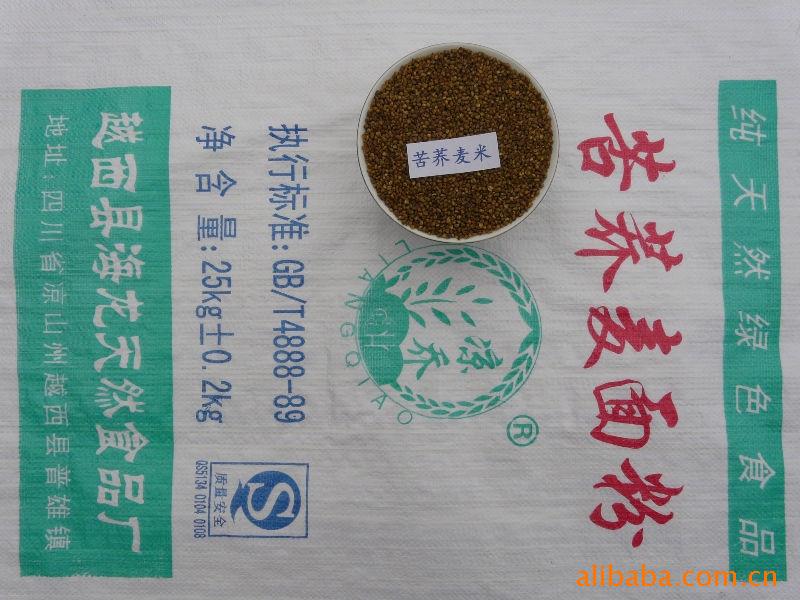 纯天然绿色食品
苦荞麦面粉
苦荞麦米
LIANGQIAO
凉荞
®
执行标准:GB/T4888-89
净含量:25kg±0.2kg
质量安全
QS5134 0104 0108
越西县海龙天然食品厂
地址:四川省凉山州越西县普雄镇
alibaba.com.cn